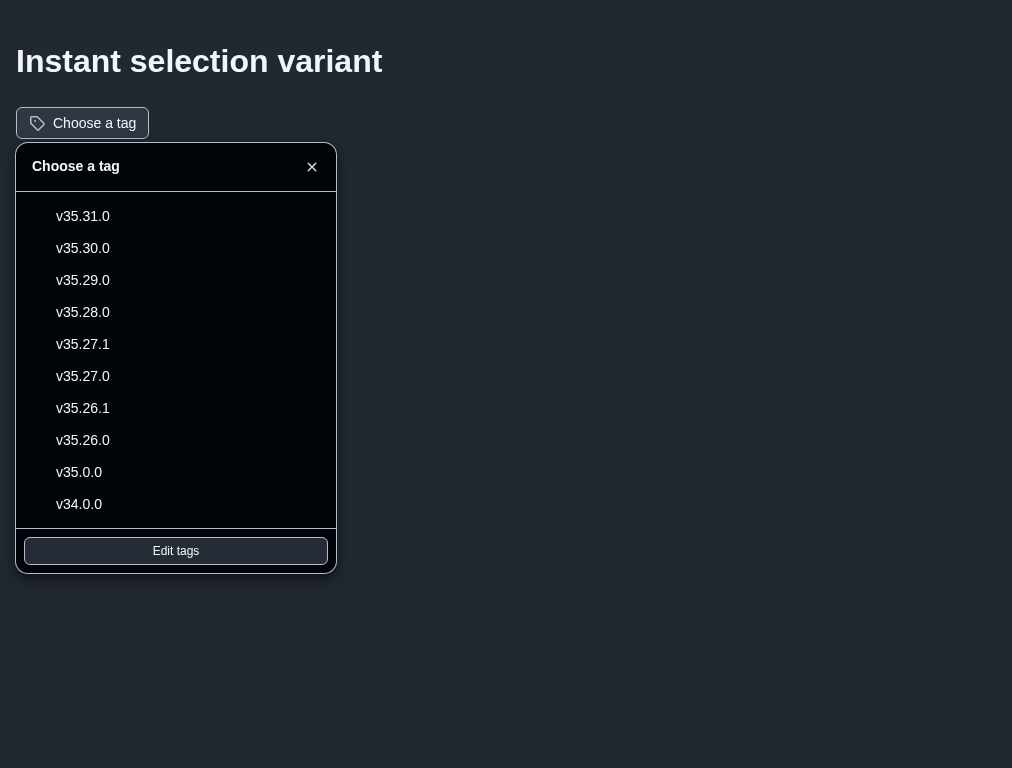 Instant selection variant
Choose a tag
Choose a tag
v35.31.0
v35.30.0
v35.29.0
v35.28.0
v35.27.1
v35.27.0
v35.26.1
v35.26.0
v35.0.0
v34.0.0
Edit tags